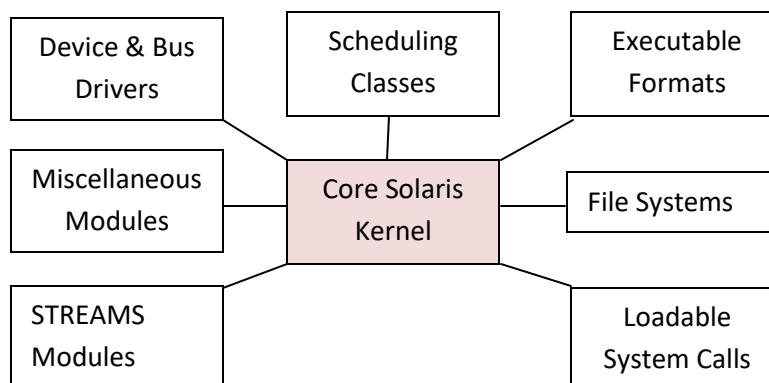 Device & Bus
Drivers
Scheduling
Classes
Executable
Formats
Miscellaneous
Modules
Core Solaris
Kernel
File Systems
STREAMS
Modules
Loadable
System Calls